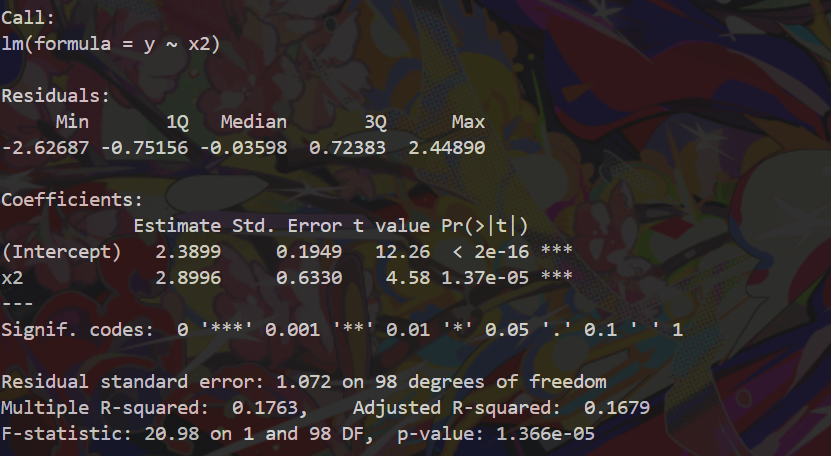 Call:
lm(formula = y ~ x2)

Residuals:
     Min       1Q   Median       3Q      Max
-2.62687 -0.75156 -0.03598  0.72383  2.44890

Coefficients:
            Estimate Std. Error t value Pr(>|t|)
(Intercept)   2.3899     0.1949   12.26  < 2e-16 ***
x2            2.8996     0.6330    4.58 1.37e-05 ***
---
Signif. codes:  0 '***' 0.001 '**' 0.01 '*' 0.05 '.' 0.1 ' ' 1

Residual standard error: 1.072 on 98 degrees of freedom
Multiple R-squared:  0.1763,	Adjusted R-squared:  0.1679
F-statistic: 20.98 on 1 and 98 DF,  p-value: 1.366e-05